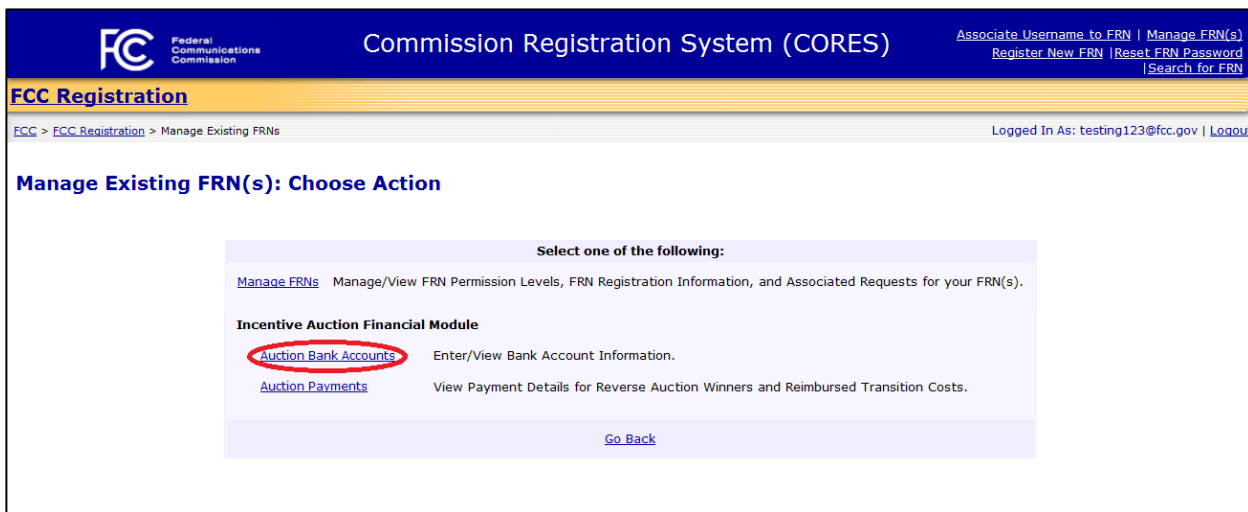 FCC Federal Communications Commission
Commission Registration System (CORES)
Associate Username to FRN | Manage FRN(s)
Register New FRN |Reset FRN Password
|Search for FRN
FCC Registration
FCC > FCC Registration > Manage Existing FRNs
Logged In As: testing123@fcc.gov | Logout
Manage Existing FRN(s): Choose Action
Select one of the following:
Manage FRNs Manage/View FRN Permission Levels, FRN Registration Information, and Associated Requests for your FRN(s).
Incentive Auction Financial Module
Auction Bank Accounts Enter/View Bank Account Information.
Auction Payments View Payment Details for Reverse Auction Winners and Reimbursed Transition Costs.
Go Back